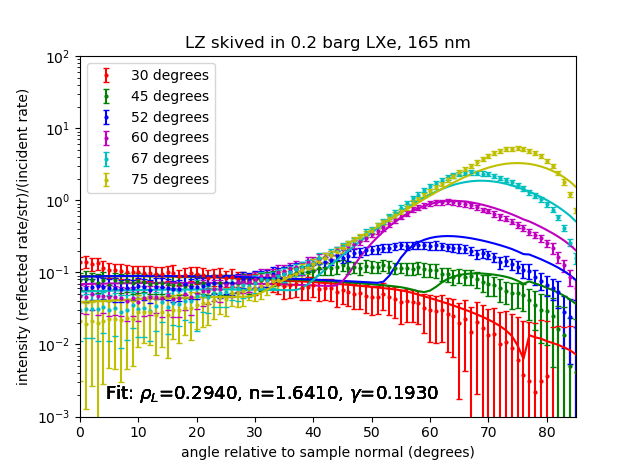 LZ skived in 0.2 barg LXe, 165 nm
30 degrees
45 degrees
52 degrees
60 degrees
67 degrees
75 degrees
intensity (reflected rate/str)/(incident rate)
10²
10¹
10⁰
10⁻¹
10⁻²
10⁻³
Fit: ρ_L=0.2940, n=1.6410, γ=0.1930
0 10 20 30 40 50 60 70 80
angle relative to sample normal (degrees)